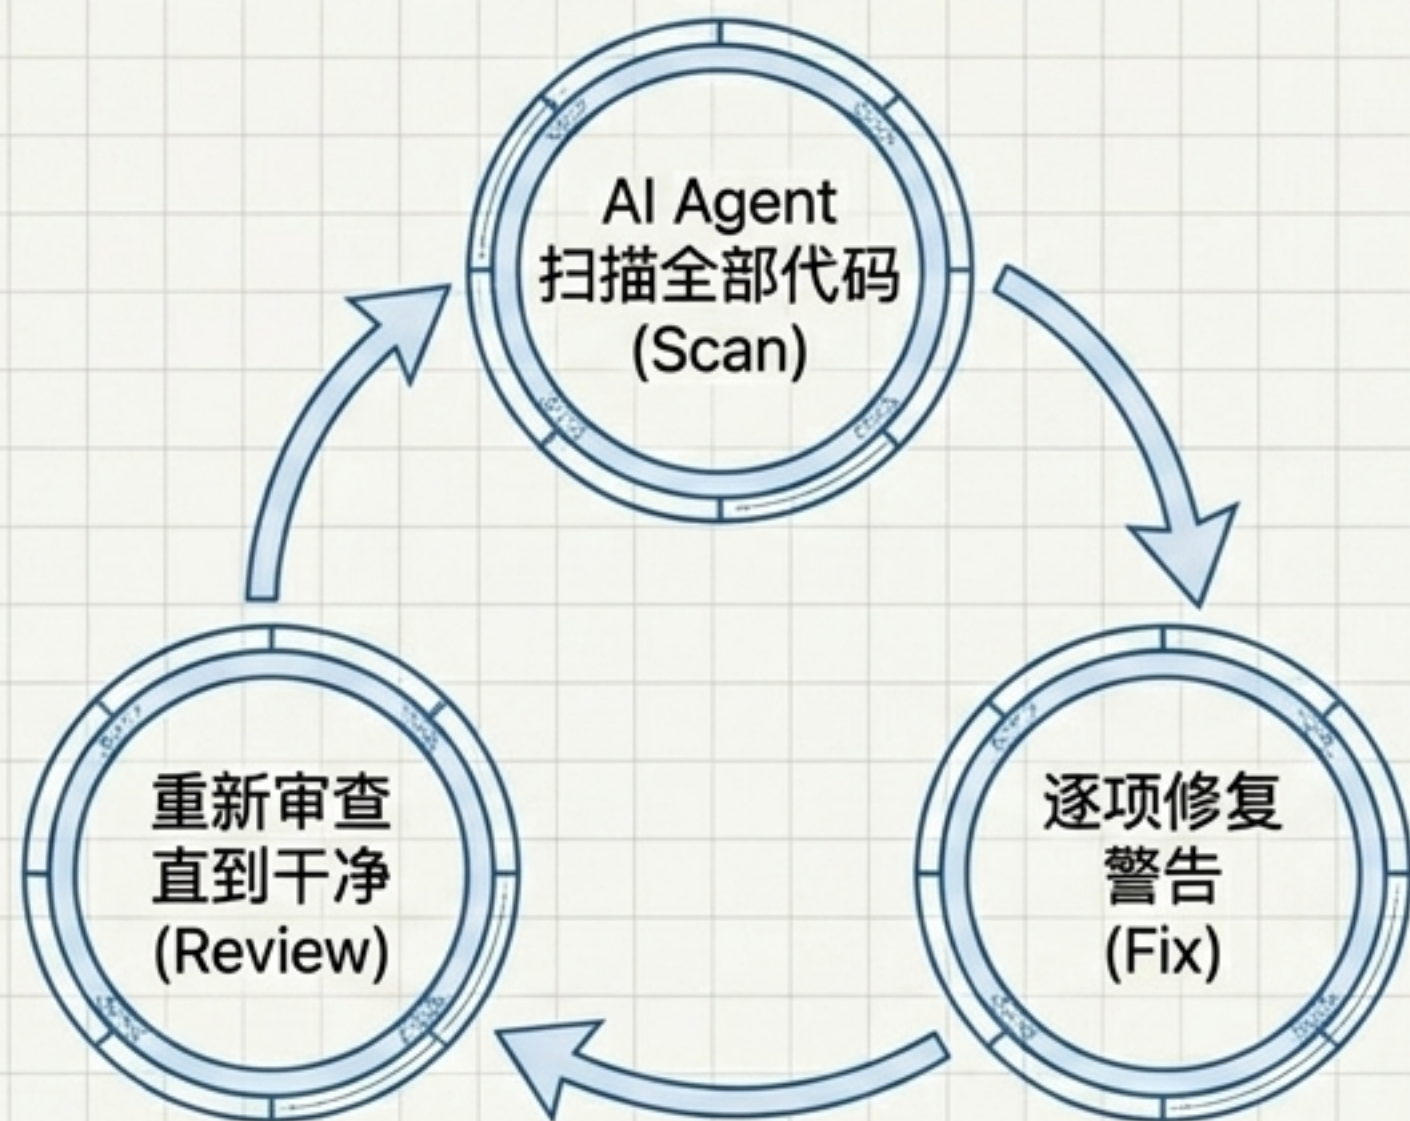 AI Agent
扫描全部代码
(Scan)
重新审查
直到干净
(Review)
逐项修复
警告
(Fix)